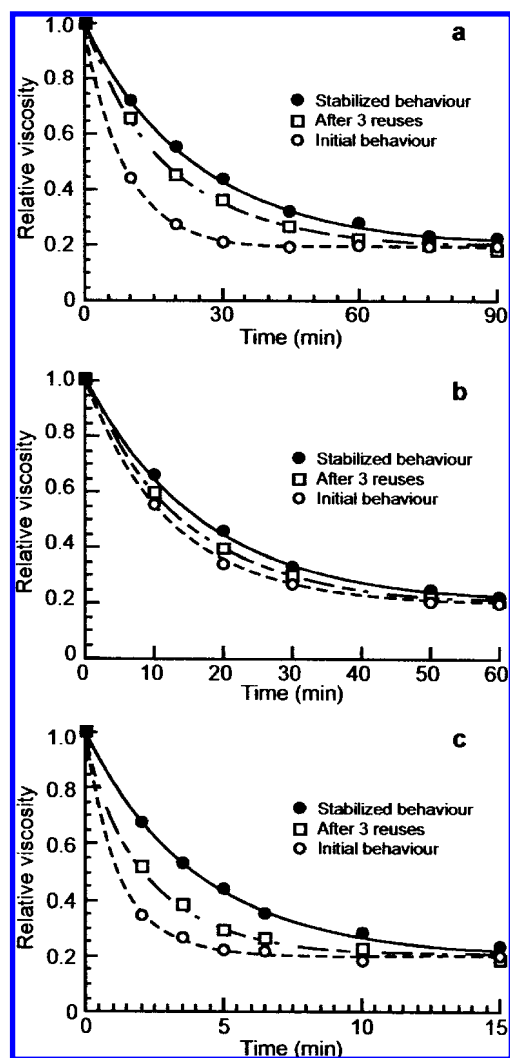 a
1.0
0.8
0.6
0.4
0.2
0
Relative viscosity
Stabilized behaviour
After 3 reuses
Initial behaviour
0 30 60 90
Time (min)
b
1.0
0.8
0.6
0.4
0.2
0
Relative viscosity
Stabilized behaviour
After 3 reuses
Initial behaviour
0 10 20 30 40 50 60
Time (min)
c
1.0
0.8
0.6
0.4
0.2
0
Relative viscosity
Stabilized behaviour
After 3 reuses
Initial behaviour
0 5 10 15
Time (min)